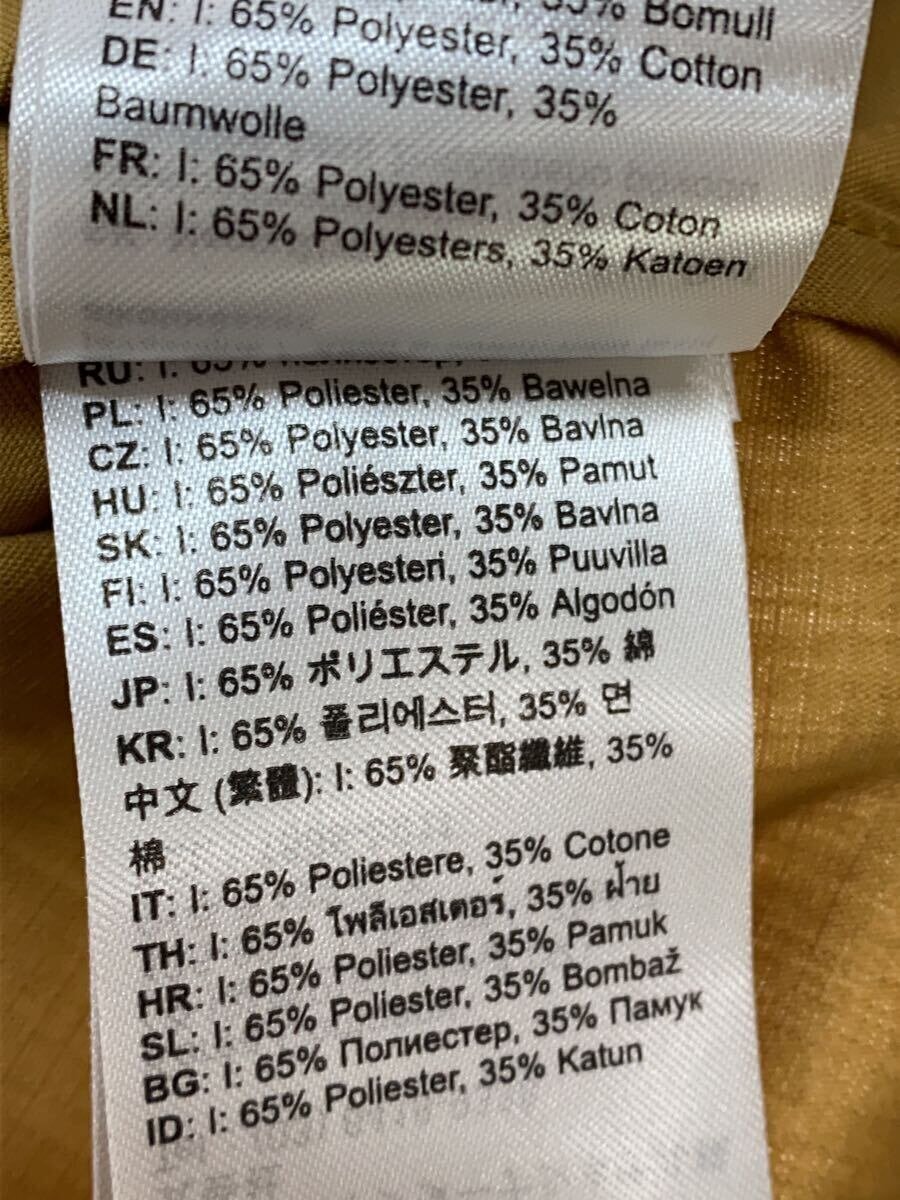 35% Bomull
EN: I: 65% Polyester, 35% Cotton
DE: I: 65% Polyester, 35%
Baumwolle
FR: I: 65% Polyester, 35% Coton
NL: I: 65% Polyesters, 35% Katoen
RU: I: 65%
PL: I: 65% Poliester, 35% Bawelna
CZ: I: 65% Polyester, 35% Bavlna
HU: I: 65% Poliészter, 35% Pamut
SK: I: 65% Polyester, 35% Bavlna
FI: I: 65% Polyesteri, 35% Puuvilla
ES: I: 65% Poliéster, 35% Algodón
JP: I: 65% ポリエステル, 35% 綿
KR: I: 65% 폴리에스터, 35% 면
中文 (繁體): I: 65% 聚酯纖維, 35%
棉
IT: I: 65% Poliestere, 35% Cotone
TH: I: 65% โพลีเอสเตอร์, 35% ฝ้าย
HR: I: 65% Poliester, 35% Pamuk
SL: I: 65% Poliester, 35% Bombaž
BG: I: 65% Полиестер, 35% Памук
ID: I: 65% Poliester, 35% Katun